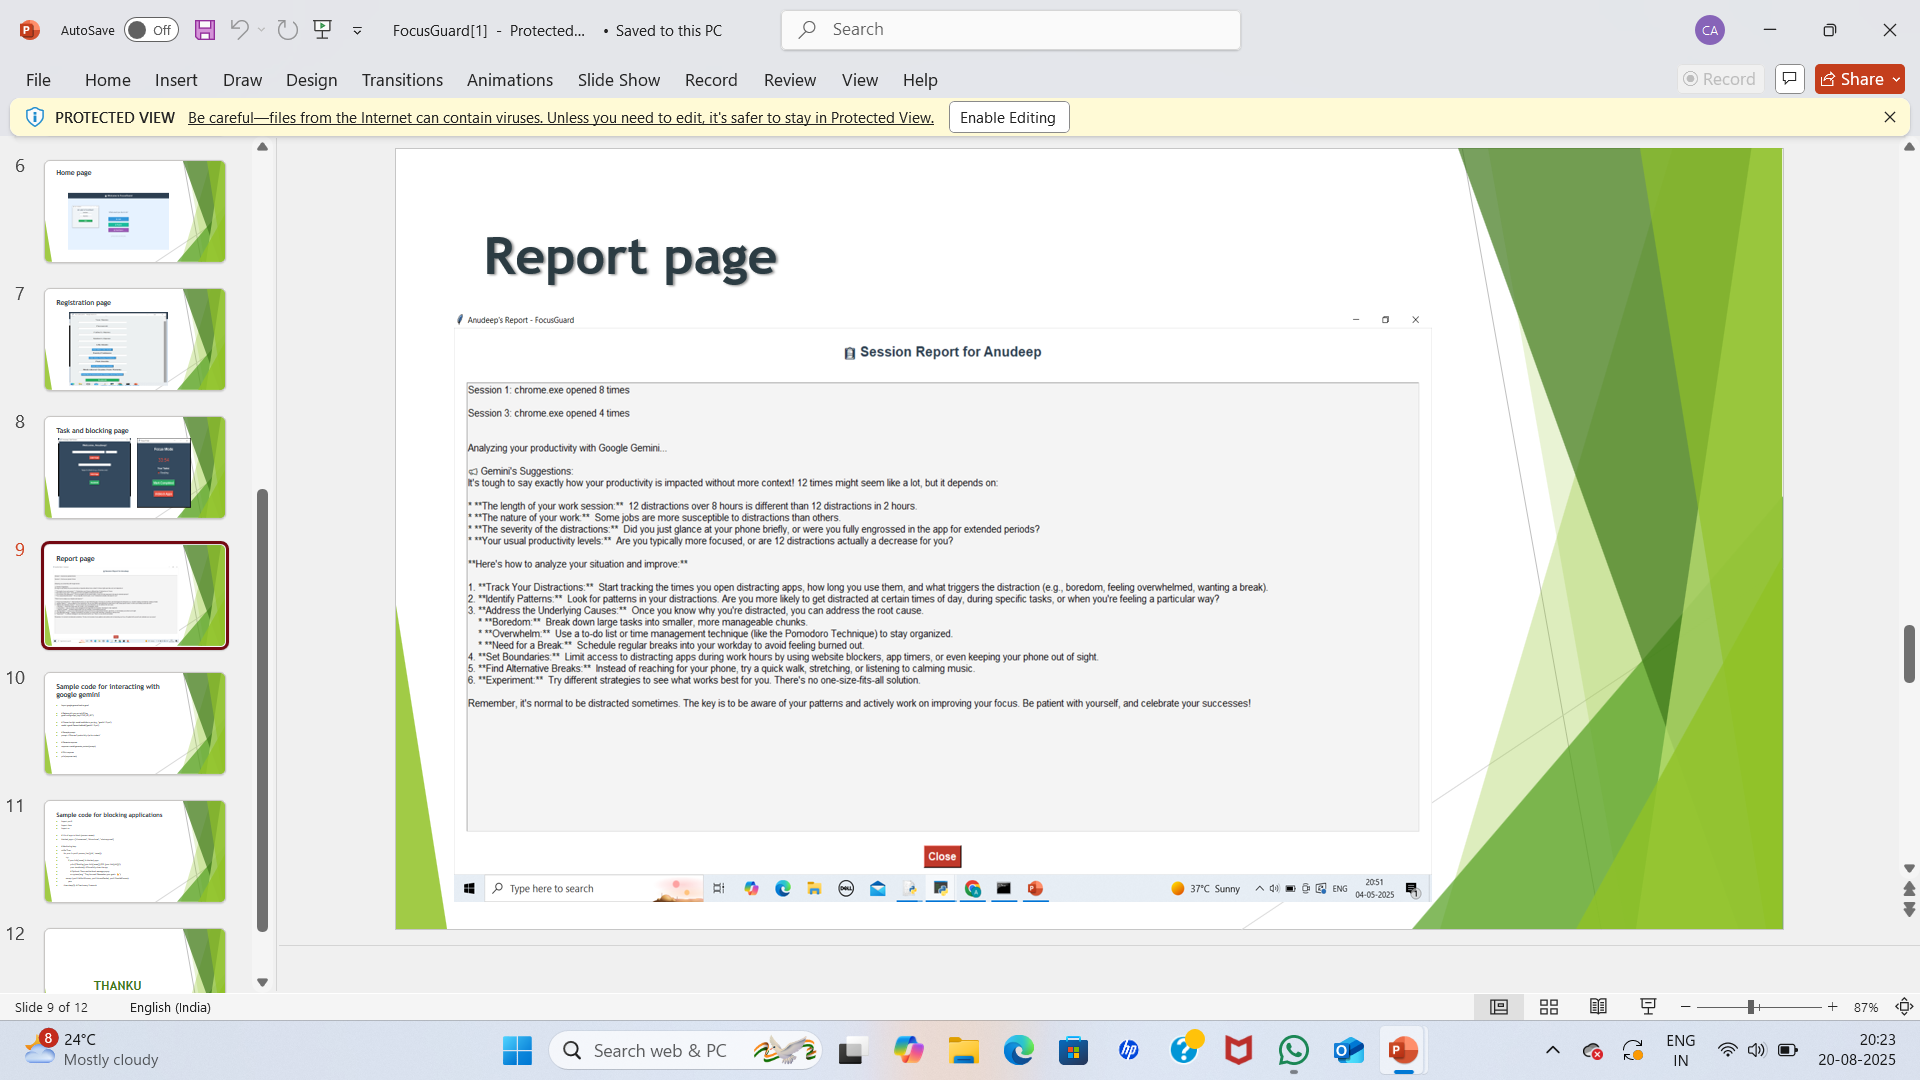 AutoSave Off FocusGuard[1] - Protected... • Saved to this PC Search CA
File Home Insert Draw Design Transitions Animations Slide Show Record Review View Help Record Share
PROTECTED VIEW Be careful—files from the Internet can contain viruses. Unless you need to edit, it's safer to stay in Protected View. Enable Editing
6
Home page
7
Registration page
8
Task and blocking page
9
Report page
10
Sample code for interacting with
google gemini
11
Sample code for blocking applications
12
THANKU
Report page
Anudeep's Report - FocusGuard
Session Report for Anudeep
Session 1: chrome.exe opened 8 times
Session 3: chrome.exe opened 4 times
Analyzing your productivity with Google Gemini...
Gemini's Suggestions:
It's tough to say exactly how your productivity is impacted without more context! 12 times might seem like a lot, but it depends on:
* **The length of your work session:** 12 distractions over 8 hours is different than 12 distractions in 2 hours.
* **The nature of your work:** Some jobs are more susceptible to distractions than others.
* **The severity of the distractions:** Did you just glance at your phone briefly, or were you fully engrossed in the app for extended periods?
* **Your usual productivity levels:** Are you typically more focused, or are 12 distractions actually a decrease for you?
**Here's how to analyze your situation and improve:**
1. **Track Your Distractions:** Start tracking the times you open distracting apps, how long you use them, and what triggers the distraction (e.g., boredom, feeling overwhelmed, wanting a break).
2. **Identify Patterns:** Look for patterns in your distractions. Are you more likely to get distracted at certain times of day, during specific tasks, or when you're feeling a particular way?
3. **Address the Underlying Causes:** Once you know why you're distracted, you can address the root cause.
* **Boredom:** Break down large tasks into smaller, more manageable chunks.
* **Overwhelm:** Use a to-do list or time management technique (like the Pomodoro Technique) to stay organized.
* **Need for a Break:** Schedule regular breaks into your workday to avoid feeling burned out.
4. **Set Boundaries:** Limit access to distracting apps during work hours by using website blockers, app timers, or even keeping your phone out of sight.
5. **Find Alternative Breaks:** Instead of reaching for your phone, try a quick walk, stretching, or listening to calming music.
6. **Experiment:** Try different strategies to see what works best for you. There's no one-size-fits-all solution.
Remember, it's normal to be distracted sometimes. The key is to be aware of your patterns and actively work on improving your focus. Be patient with yourself, and celebrate your successes!
Close
Type here to search DELL 37°C Sunny ENG 20:51
04-05-2025 1
Slide 9 of 12 English (India) 87%
8 24°C
Mostly cloudy
Search web & PC
hp
ENG
IN
20:23
20-08-2025